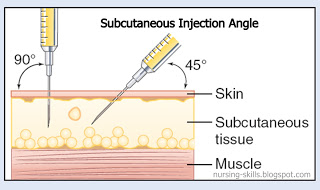 Subcutaneous Injection Angle
90°
45°
Skin
Subcutaneous
tissue
Muscle
nursing-skills.blogspot.com